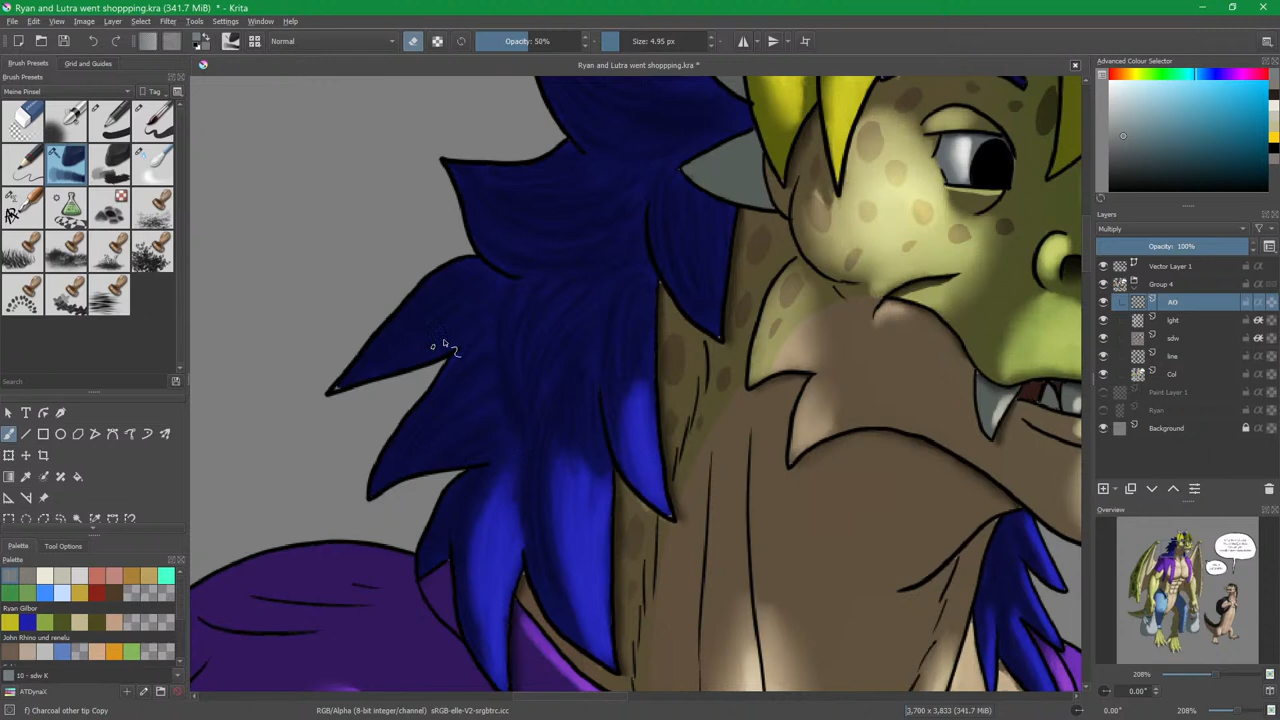 Ryan and Lutra went shoppping.kra (341.7 MiB) * - Krita
File Edit View Image Layer Select Filter Tools Settings Window Help
Normal
Opacity: 50%
Size: 4.95 px
Brush Presets
Grid and Guides
Ryan and Lutra went shoppping.kra *
Advanced Colour Selector
Brush Presets
Meine Pinsel
Tag
Search
Layers
Multiply
Opacity: 100%
Vector Layer 1
Group 4
AO
lght
sdw
line
Col
Paint Layer 1
Ryan
Background
Overview
Palette
Tool Options
Palette
Ryan Gilbor
John Rhino und renelu
10 - sdw K
ATDynaX
208%
0.00°
f) Charcoal other tip Copy
RGB/Alpha (8-bit integer/channel) sRGB-elle-V2-srgbtrc.icc
3,700 x 3,833 (341.7 MiB)
0.00°
208%